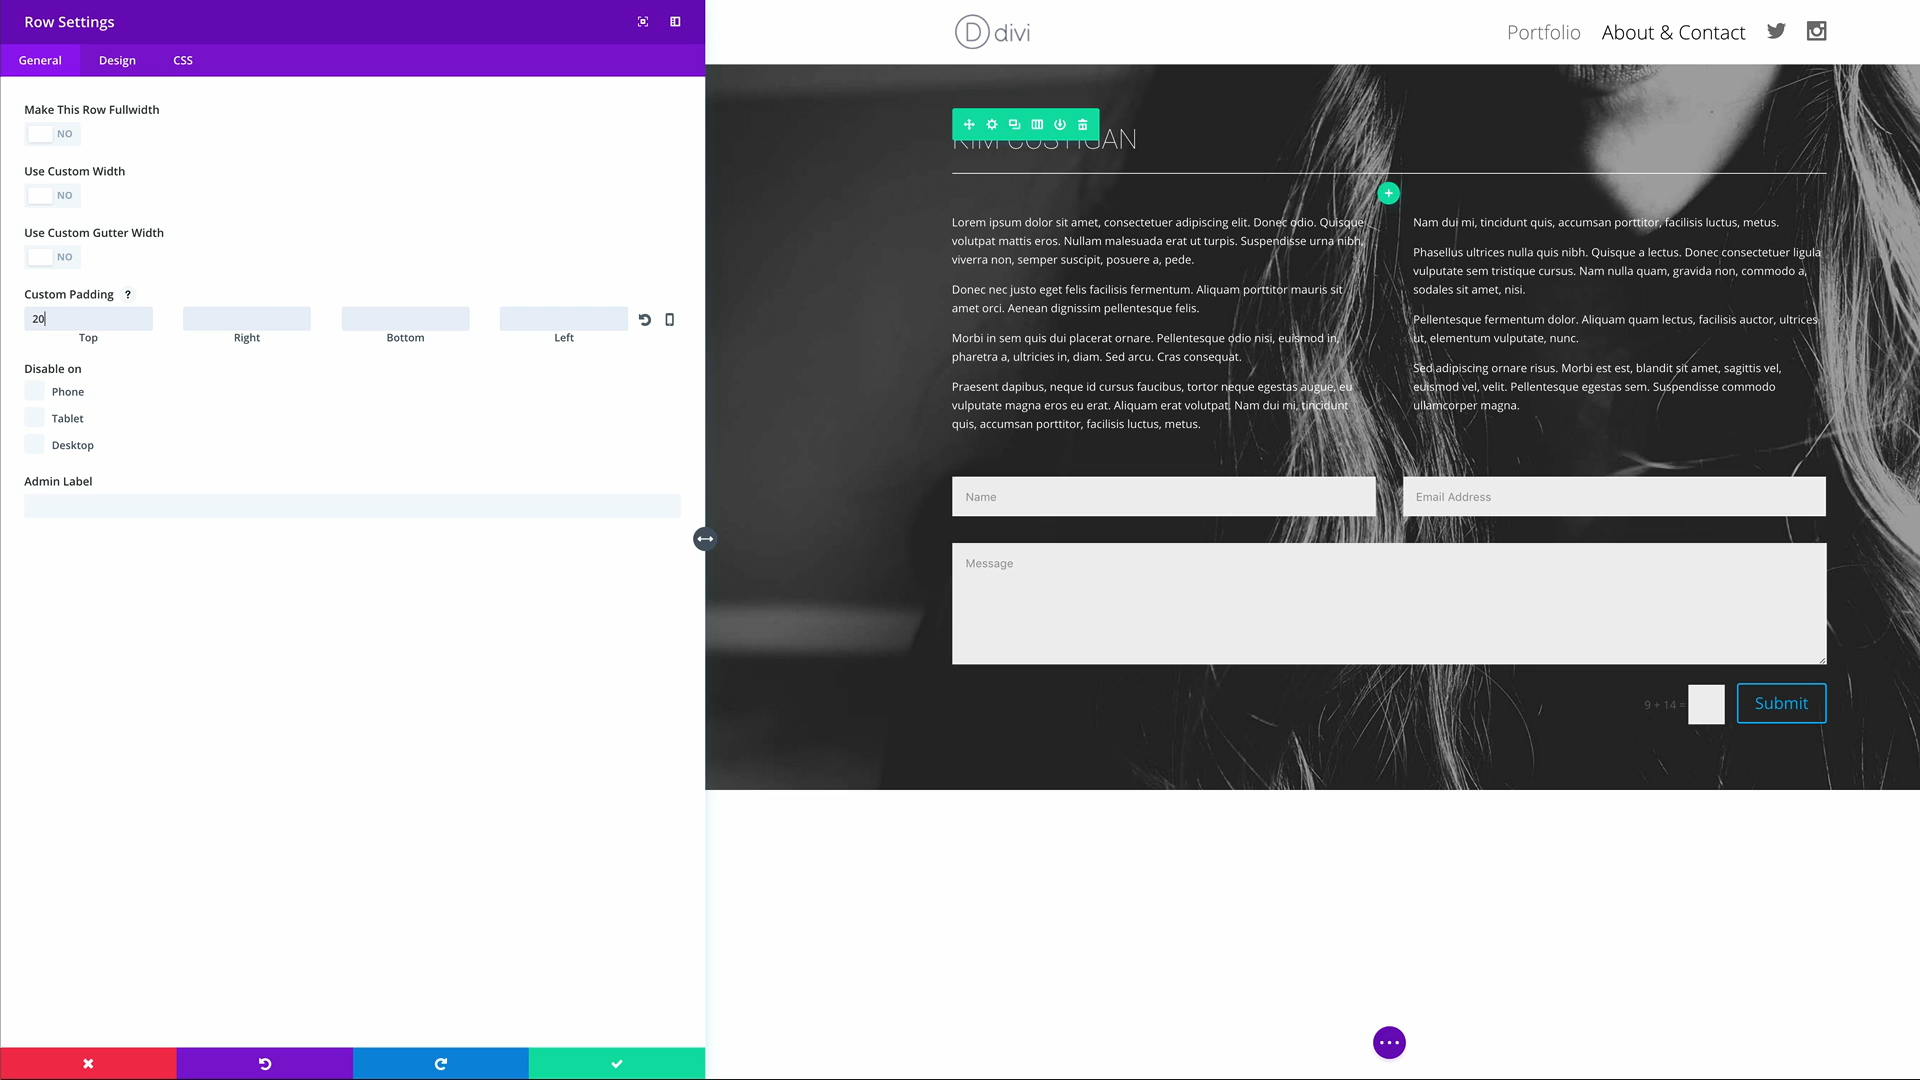 Row Settings
General Design CSS
Make This Row Fullwidth
NO
Use Custom Width
NO
Use Custom Gutter Width
NO
Custom Padding ?
20
Top Right Bottom Left
Disable on
Phone
Tablet
Desktop
Admin Label
D divi
Portfolio About & Contact
Lorem ipsum dolor sit amet, consectetuer adipiscing elit. Donec odio. Quisque
volutpat mattis eros. Nullam malesuada erat ut turpis. Suspendisse urna nibh,
viverra non, semper suscipit, posuere a, pede.
Donec nec justo eget felis facilisis fermentum. Aliquam porttitor mauris sit
amet orci. Aenean dignissim pellentesque felis.
Morbi in sem quis dui placerat ornare. Pellentesque odio nisi, euismod in,
pharetra a, ultricies in, diam. Sed arcu. Cras consequat.
Praesent dapibus, neque id cursus faucibus, tortor neque egestas augue, eu
vulputate magna eros eu erat. Aliquam erat volutpat. Nam dui mi, tincidunt
quis, accumsan porttitor, facilisis luctus, metus.
Nam dui mi, tincidunt quis, accumsan porttitor, facilisis luctus, metus.
Phasellus ultrices nulla quis nibh. Quisque a lectus. Donec consectetuer ligula
vulputate sem tristique cursus. Nam nulla quam, gravida non, commodo a,
sodales sit amet, nisi.
Pellentesque fermentum dolor. Aliquam quam lectus, facilisis auctor, ultrices
ut, elementum vulputate, nunc.
Sed adipiscing ornare risus. Morbi est est, blandit sit amet, sagittis vel,
euismod vel, velit. Pellentesque egestas sem. Suspendisse commodo
ullamcorper magna.
Name
Email Address
Message
9 + 14 =
Submit